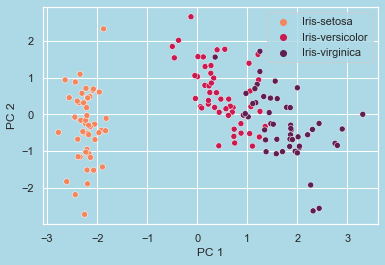 Iris-setosa
Iris-versicolor
Iris-virginica
PC 2
2
1
0
−1
−2
−3 −2 −1 0 1 2 3
PC 1